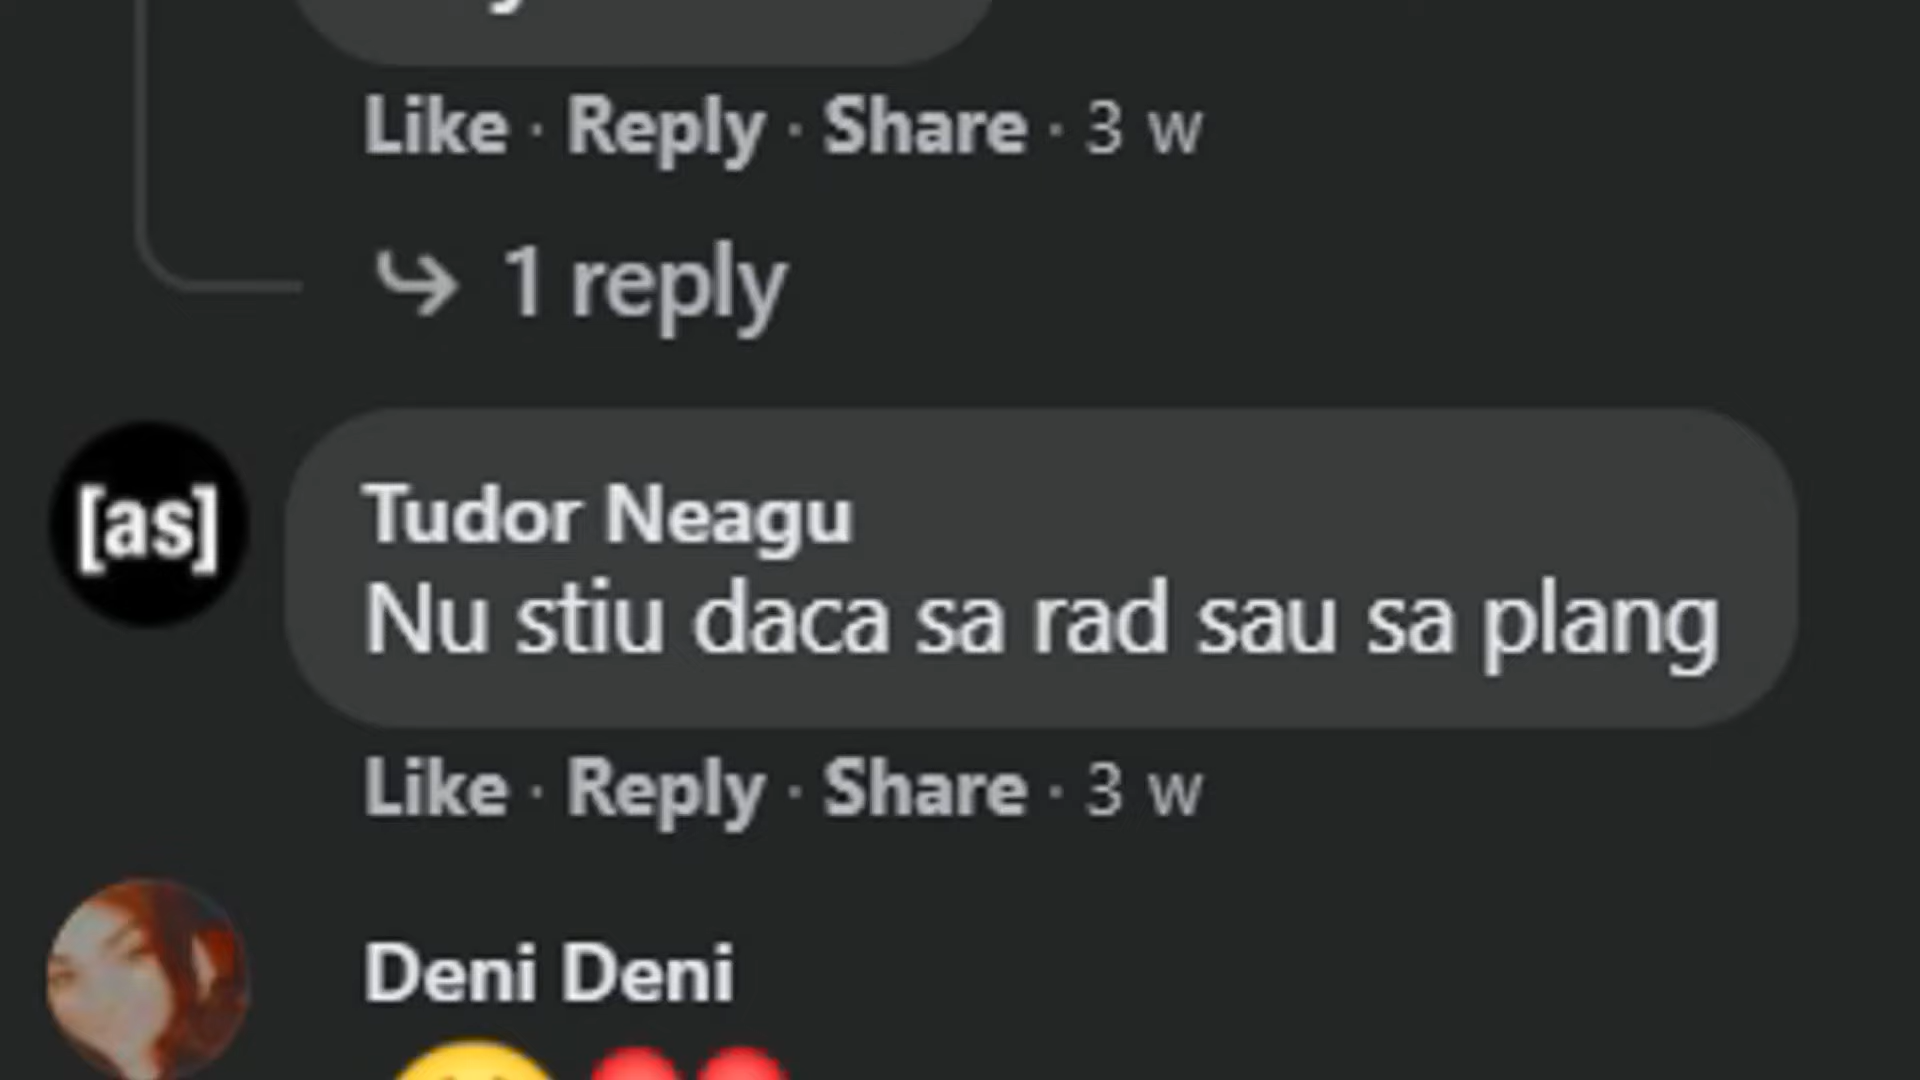 Like · Reply · Share · 3 w
1 reply
[as]
Tudor Neagu
Nu stiu daca sa rad sau sa plang
Like · Reply · Share · 3 w
Deni Deni